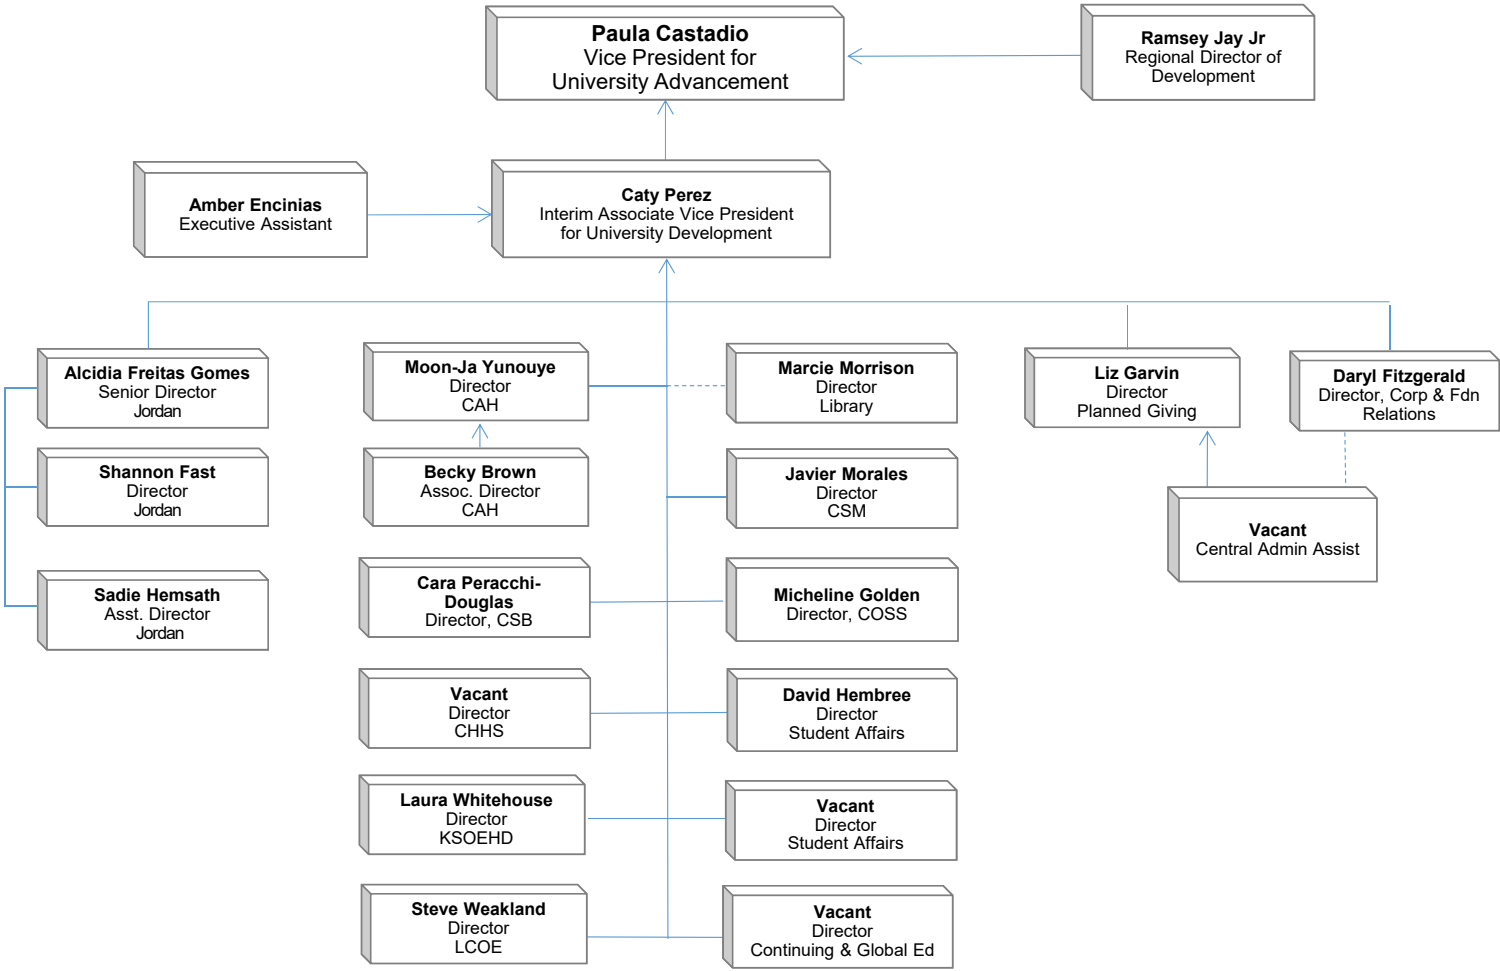 Paula Castadio
Vice President for
University Advancement
Ramsey Jay Jr
Regional Director of
Development
Amber Encinias
Executive Assistant
Caty Perez
Interim Associate Vice President
for University Development
Alcidia Freitas Gomes
Senior Director
Jordan
Shannon Fast
Director
Jordan
Sadie Hemsath
Asst. Director
Jordan
Moon-Ja Yunouye
Director
CAH
Becky Brown
Assoc. Director
CAH
Cara Peracchi-
Douglas
Director, CSB
Vacant
Director
CHHS
Laura Whitehouse
Director
KSOEHD
Steve Weakland
Director
LCOE
Marcie Morrison
Director
Library
Javier Morales
Director
CSM
Micheline Golden
Director, COSS
David Hembree
Director
Student Affairs
Vacant
Director
Student Affairs
Vacant
Director
Continuing & Global Ed
Liz Garvin
Director
Planned Giving
Daryl Fitzgerald
Director, Corp & Fdn
Relations
Vacant
Central Admin Assist